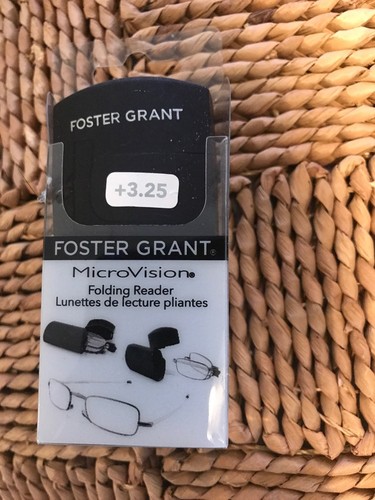 FOSTER GRANT
+3.25
FOSTER GRANT®
MicroVision®
Folding Reader
Lunettes de lecture pliantes